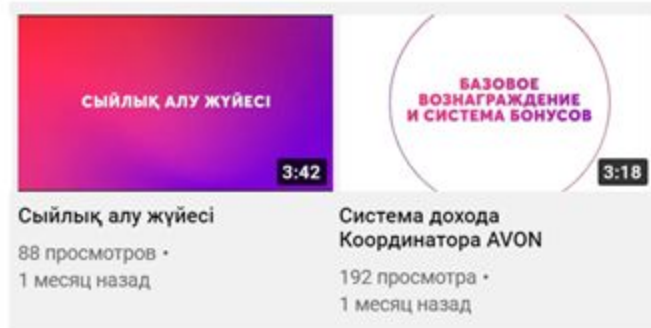 СЫЙЛЫҚ АЛУ ЖҮЙЕСІ
3:42
Сыйлық алу жүйесі
88 просмотров •
1 месяц назад
БАЗОВОЕ
ВОЗНАГРАЖДЕНИЕ
И СИСТЕМА БОНУСОВ
3:18
Система дохода
Координатора AVON
192 просмотра •
1 месяц назад